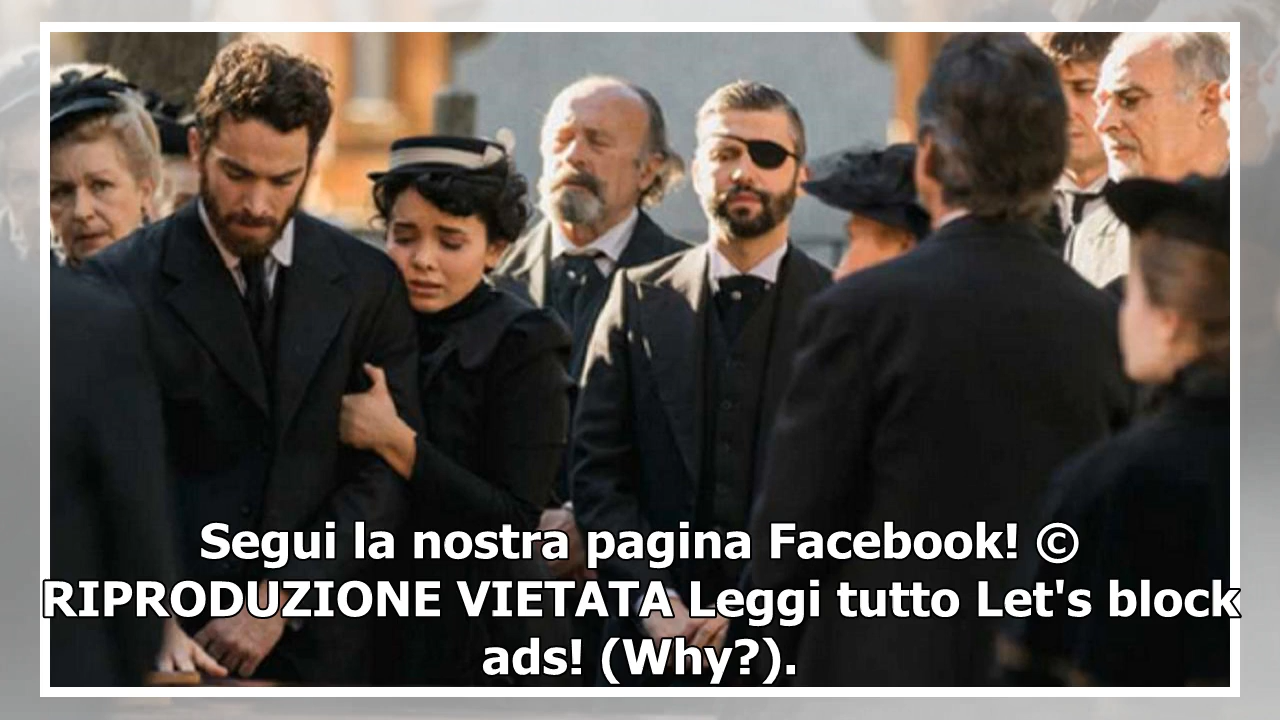 Segui la nostra pagina Facebook! ©
RIPRODUZIONE VIETATA Leggi tutto Let's block
ads! (Why?).